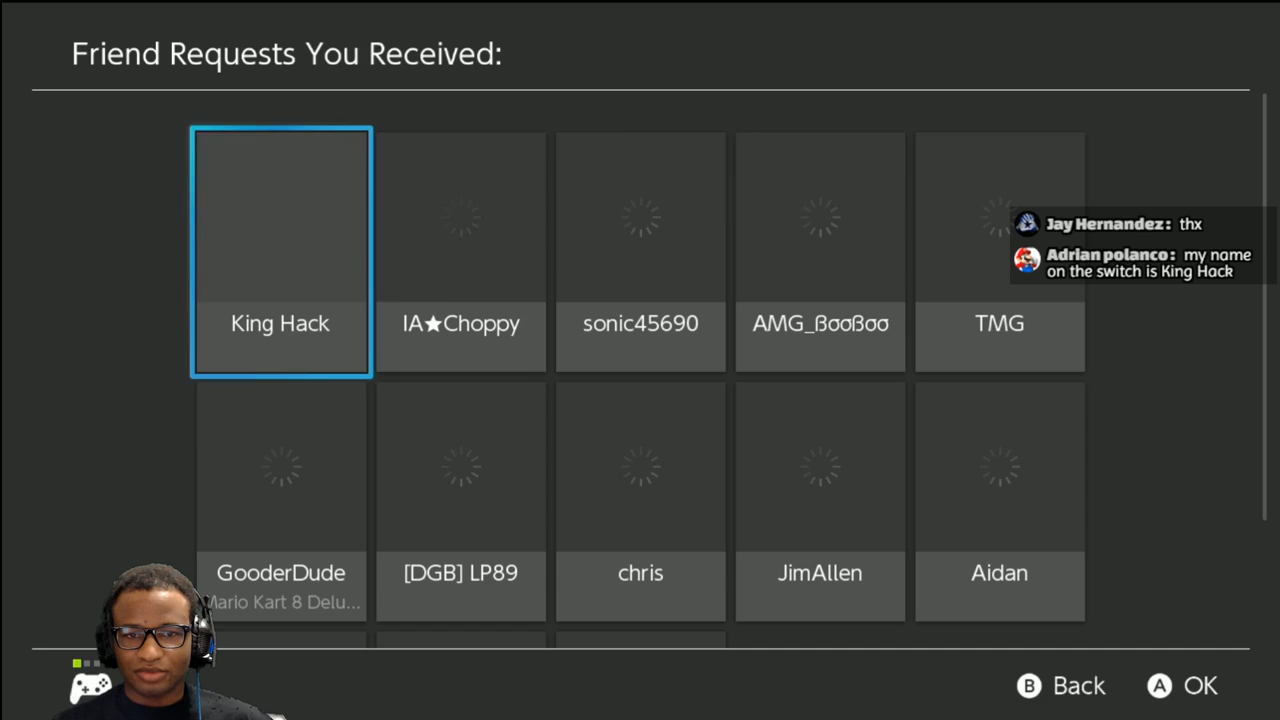 Friend Requests You Received:
Jay Hernandez: thx
Adrian polanco: my name
on the switch is King Hack
King Hack
IA★Choppy
sonic45690
AMG_ßσσßσσ
TMG
GooderDude
Mario Kart 8 Delu...
[DGB] LP89
chris
JimAllen
Aidan
B Back
A OK